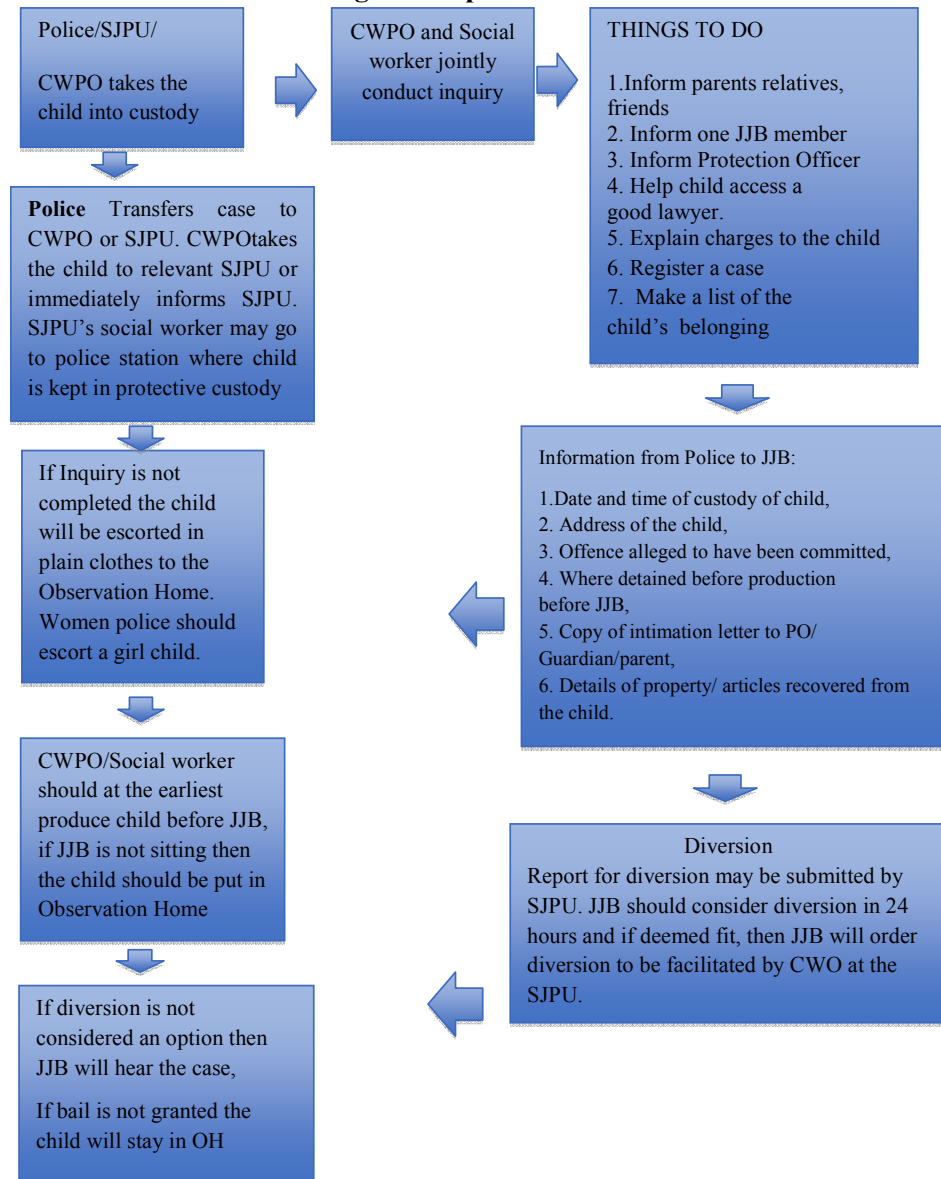 Police/SJPU/
CWPO takes the
child into custody
CWPO and Social
worker jointly
conduct inquiry
THINGS TO DO
1.Inform parents relatives,
friends
2. Inform one JJB member
3. Inform Protection Officer
4. Help child access a
good lawyer.
5. Explain charges to the child
6. Register a case
7. Make a list of the
child's belonging
Police Transfers case to
CWPO or SJPU. CWPOtakes
the child to relevant SJPU or
immediately informs SJPU.
SJPU's social worker may go
to police station where child
is kept in protective custody
Information from Police to JJB:
1.Date and time of custody of child,
2. Address of the child,
3. Offence alleged to have been committed,
4. Where detained before production
before JJB,
5. Copy of intimation letter to PO/
Guardian/parent,
6. Details of property/ articles recovered from
the child.
If Inquiry is not
completed the child
will be escorted in
plain clothes to the
Observation Home.
Women police should
escort a girl child.
CWPO/Social worker
should at the earliest
produce child before JJB,
if JJB is not sitting then
the child should be put in
Observation Home
Diversion
Report for diversion may be submitted by
SJPU. JJB should consider diversion in 24
hours and if deemed fit, then JJB will order
diversion to be facilitated by CWO at the
SJPU.
If diversion is not
considered an option then
JJB will hear the case,
If bail is not granted the
child will stay in OH